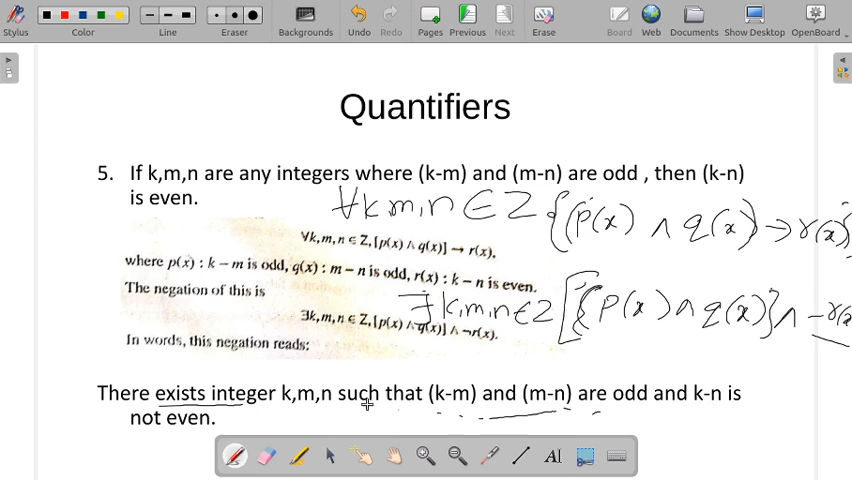 Stylus
Color
Line
Eraser
Backgrounds
Undo
Redo
Pages
Previous
Next
Erase
Board
Web
Documents
Show Desktop
OpenBoard
Quantifiers
5. If k,m,n are any integers where (k-m) and (m-n) are odd , then (k-n)
is even.
∀k m, n ∈ Z {(p(x) ∧ q(x)) → r(x)
∀k,m,n ∈ Z, [p(x) ∧ q(x)] → r(x),
where p(x) : k − m is odd, q(x) : m − n is odd, r(x) : k − n is even.
The negation of this is
∃ k, m, n ∈ Z [{p(x) ∧ q(x)} ∧ ¬r(x
∃k,m,n ∈ Z, [p(x) ∧ q(x)] ∧ ¬r(x).
In words, this negation reads:
There exists integer k,m,n such that (k-m) and (m-n) are odd and k-n is
not even.